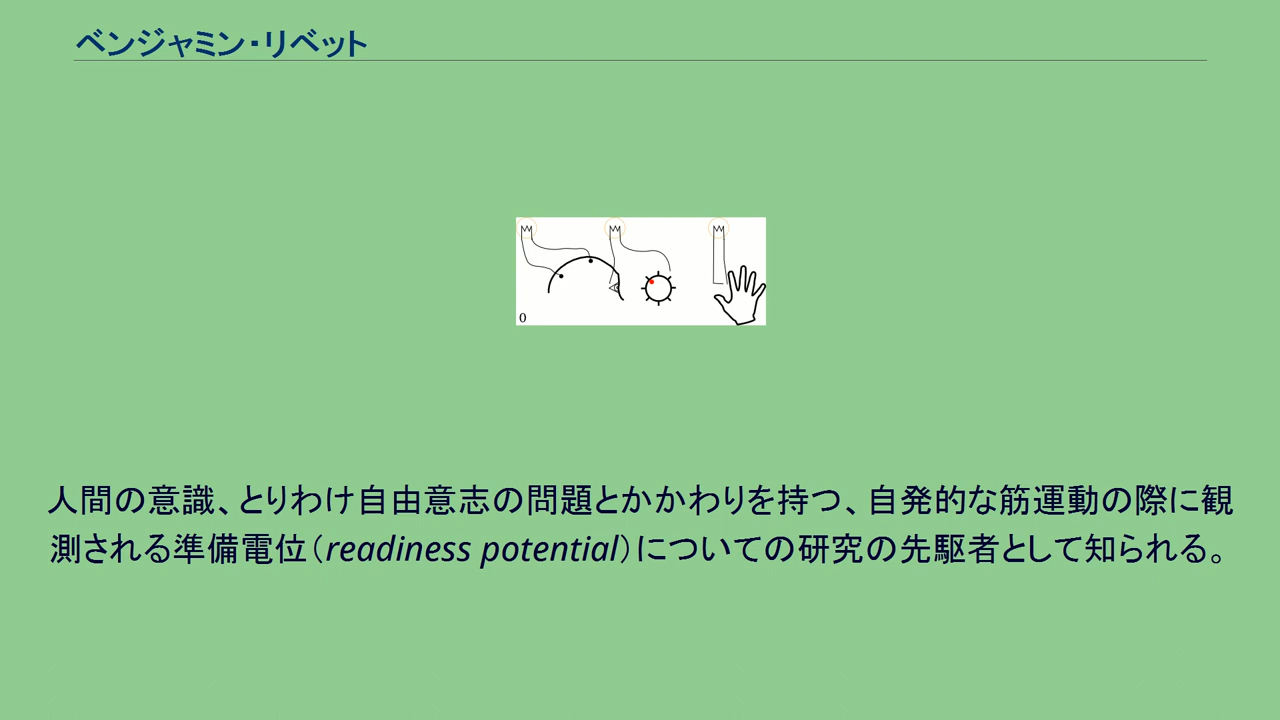 ベンジャミン・リベット
0
人間の意識、とりわけ自由意志の問題とかかわりを持つ、自発的な筋運動の際に観
測される準備電位（readiness potential）についての研究の先駆者として知られる。